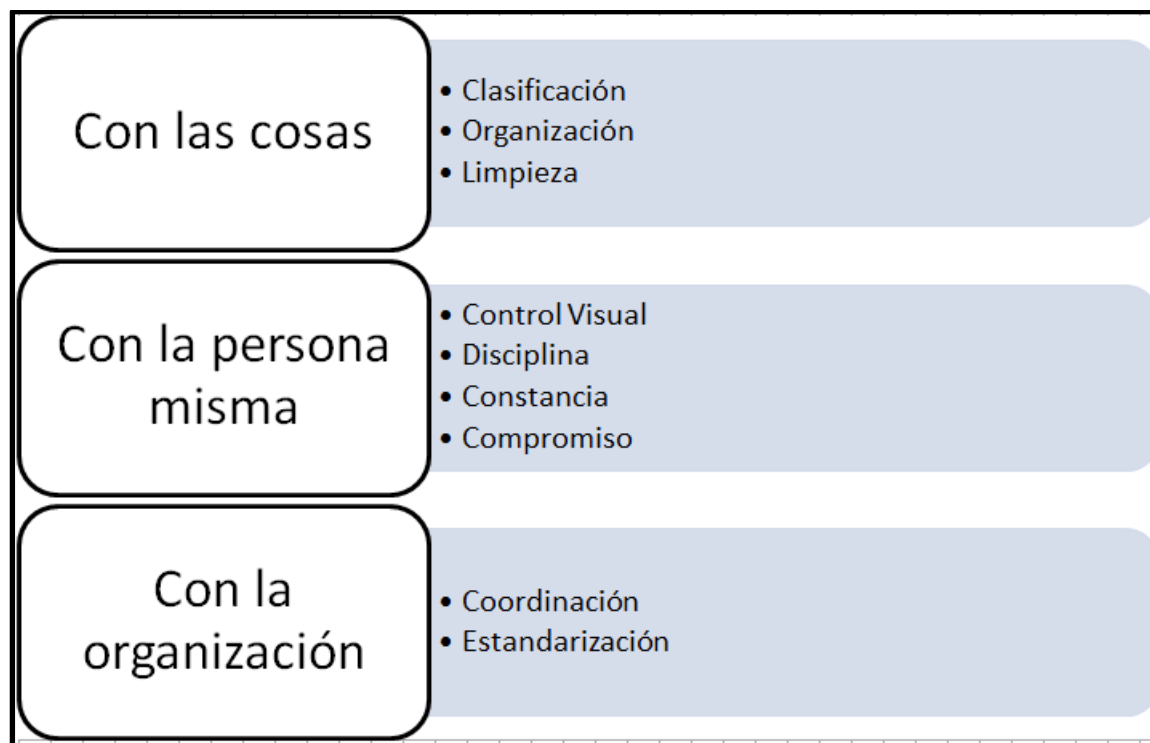 Con las cosas
• Clasificación
• Organización
• Limpieza
Con la persona
misma
• Control Visual
• Disciplina
• Constancia
• Compromiso
Con la
organización
• Coordinación
• Estandarización